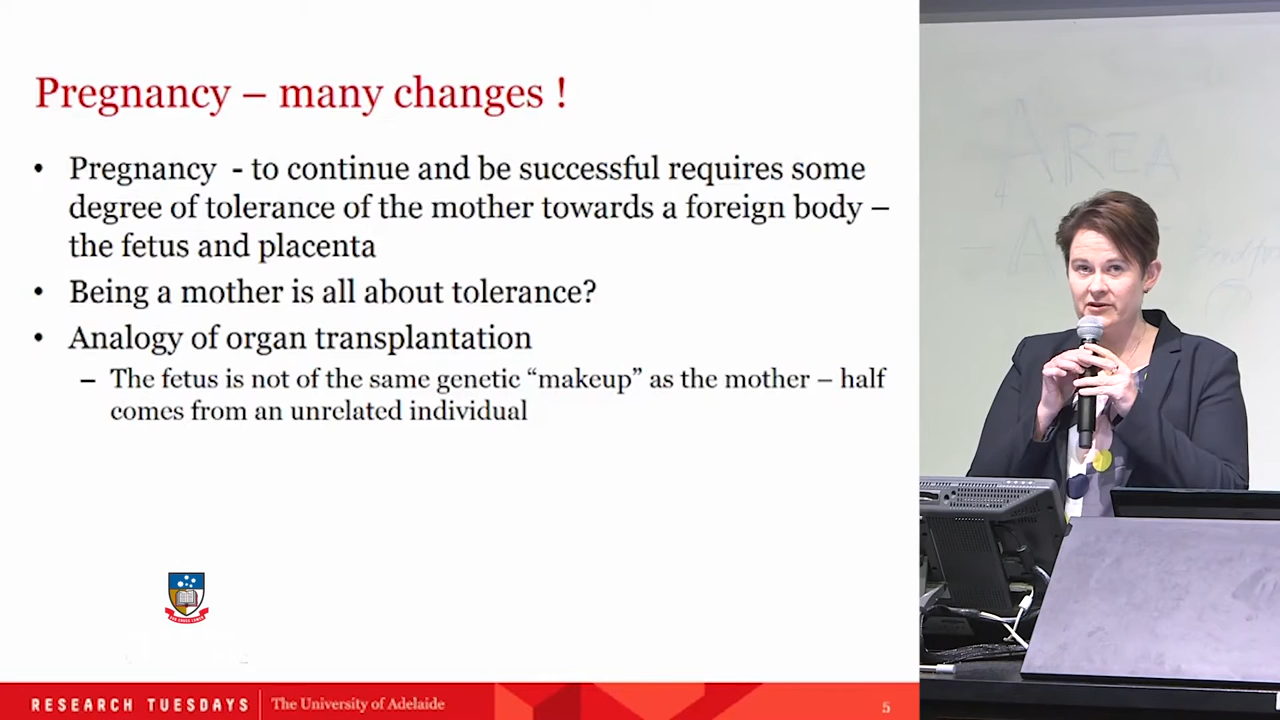 Pregnancy – many changes !
• Pregnancy - to continue and be successful requires some
degree of tolerance of the mother towards a foreign body –
the fetus and placenta
• Being a mother is all about tolerance?
• Analogy of organ transplantation
– The fetus is not of the same genetic “makeup” as the mother – half
comes from an unrelated individual
RESEARCH TUESDAYS
The University of Adelaide
5
AREA